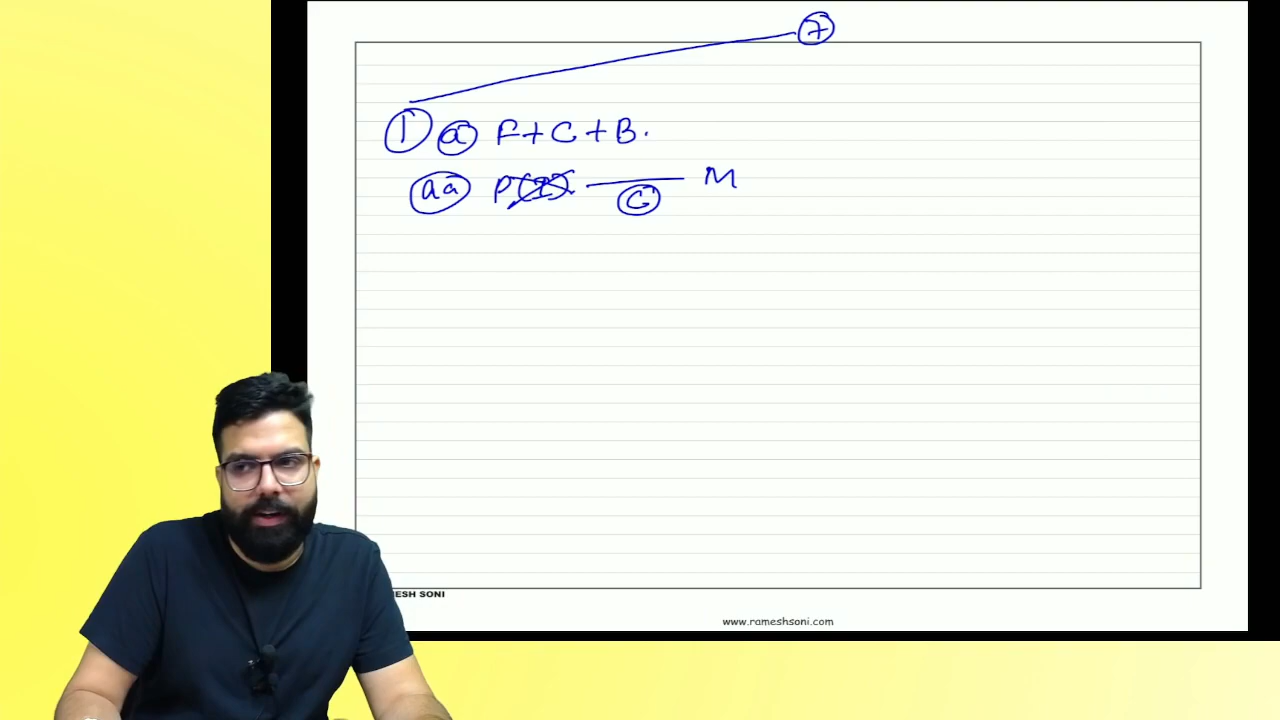 7
1 a F + C + B.
aa P C M
ESH SONI
www.rameshsoni.com